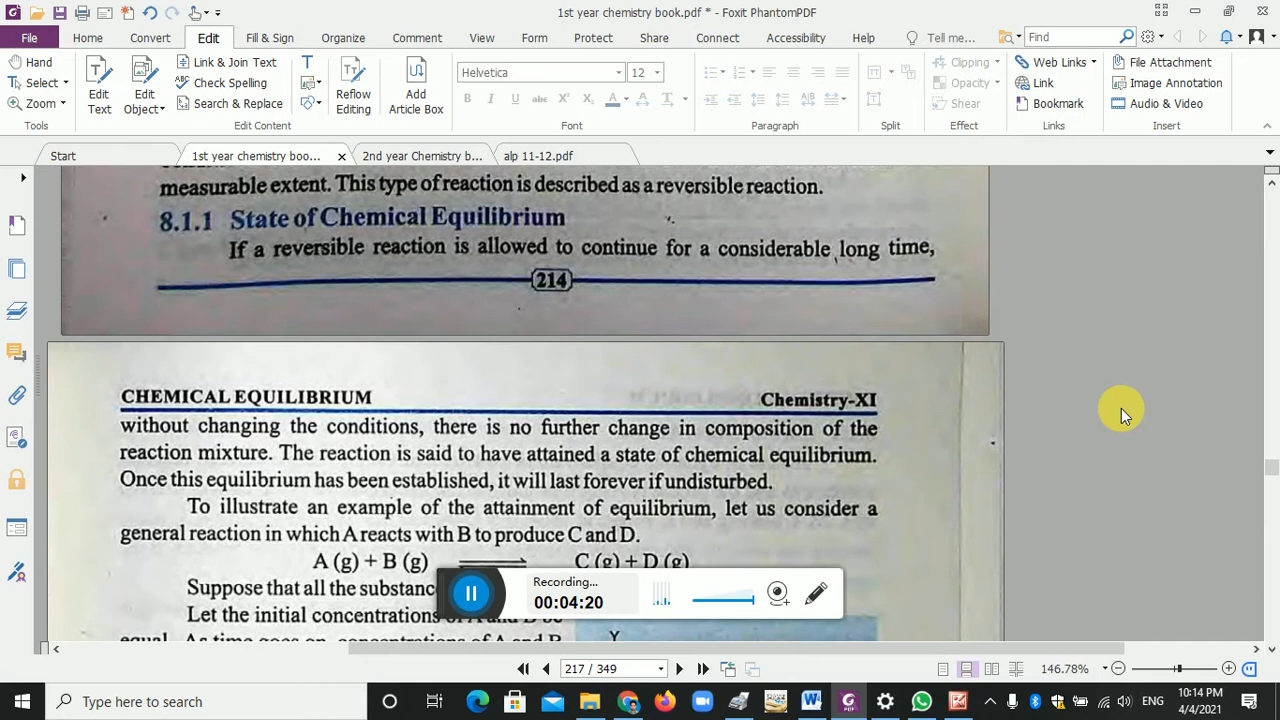 1st year chemistry book.pdf * - Foxit PhantomPDF
File
Home
Convert
Edit
Fill & Sign
Organize
Comment
View
Form
Protect
Share
Connect
Accessibility
Help
Tell me...
Find
Hand
Select
Zoom
Tools
Edit Text
Edit Object
Link & Join Text
Check Spelling
Search & Replace
Edit Content
Reflow Editing
Add Article Box
Helvetica
12
Font
Paragraph
Split
Clipping
Opacity
Shear
Effect
Web Links
Link
Bookmark
Links
File Attachment
Image Annotation
Audio & Video
Insert
Start
1st year chemistry boo...
2nd year Chemistry b...
alp 11-12.pdf
measurable extent. This type of reaction is described as a reversible reaction.
8.1.1 State of Chemical Equilibrium
If a reversible reaction is allowed to continue for a considerable long time,
214
CHEMICAL EQUILIBRIUM Chemistry-XI
without changing the conditions, there is no further change in composition of the
reaction mixture. The reaction is said to have attained a state of chemical equilibrium.
Once this equilibrium has been established, it will last forever if undisturbed.
To illustrate an example of the attainment of equilibrium, let us consider a
general reaction in which A reacts with B to produce C and D.
A (g) + B (g) ⇌ C (g) + D (g)
Suppose that all the substanc
Let the initial concentrations
equal. As time goes on, concentrations of A and B
Y
Recording...
00:04:20
217 / 349
146.78%
Type here to search
ENG
10:14 PM
4/4/2021